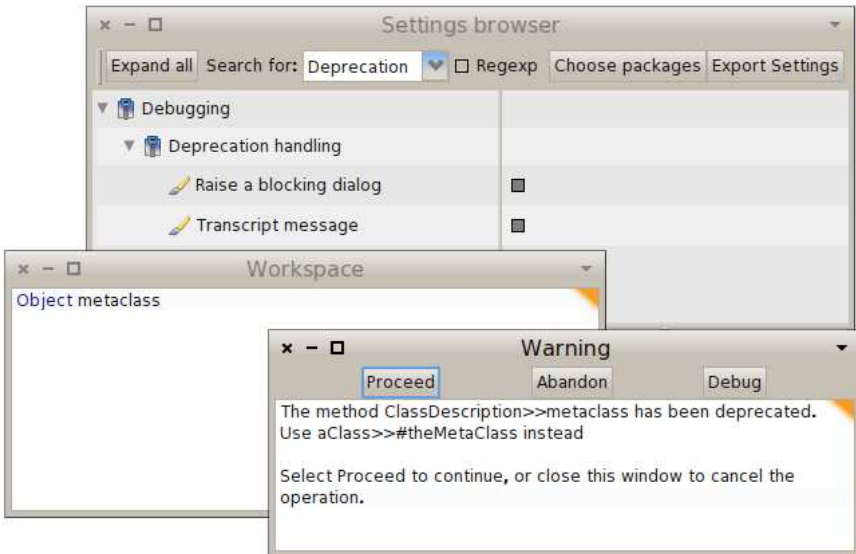 Settings browser
Expand all Search for: Deprecation Regexp Choose packages Export Settings
Debugging
Deprecation handling
Raise a blocking dialog
Transcript message
Workspace
Object metaclass
Warning
Proceed Abandon Debug
The method ClassDescription>>metaclass has been deprecated.
Use aClass>>#theMetaClass instead
Select Proceed to continue, or close this window to cancel the
operation.